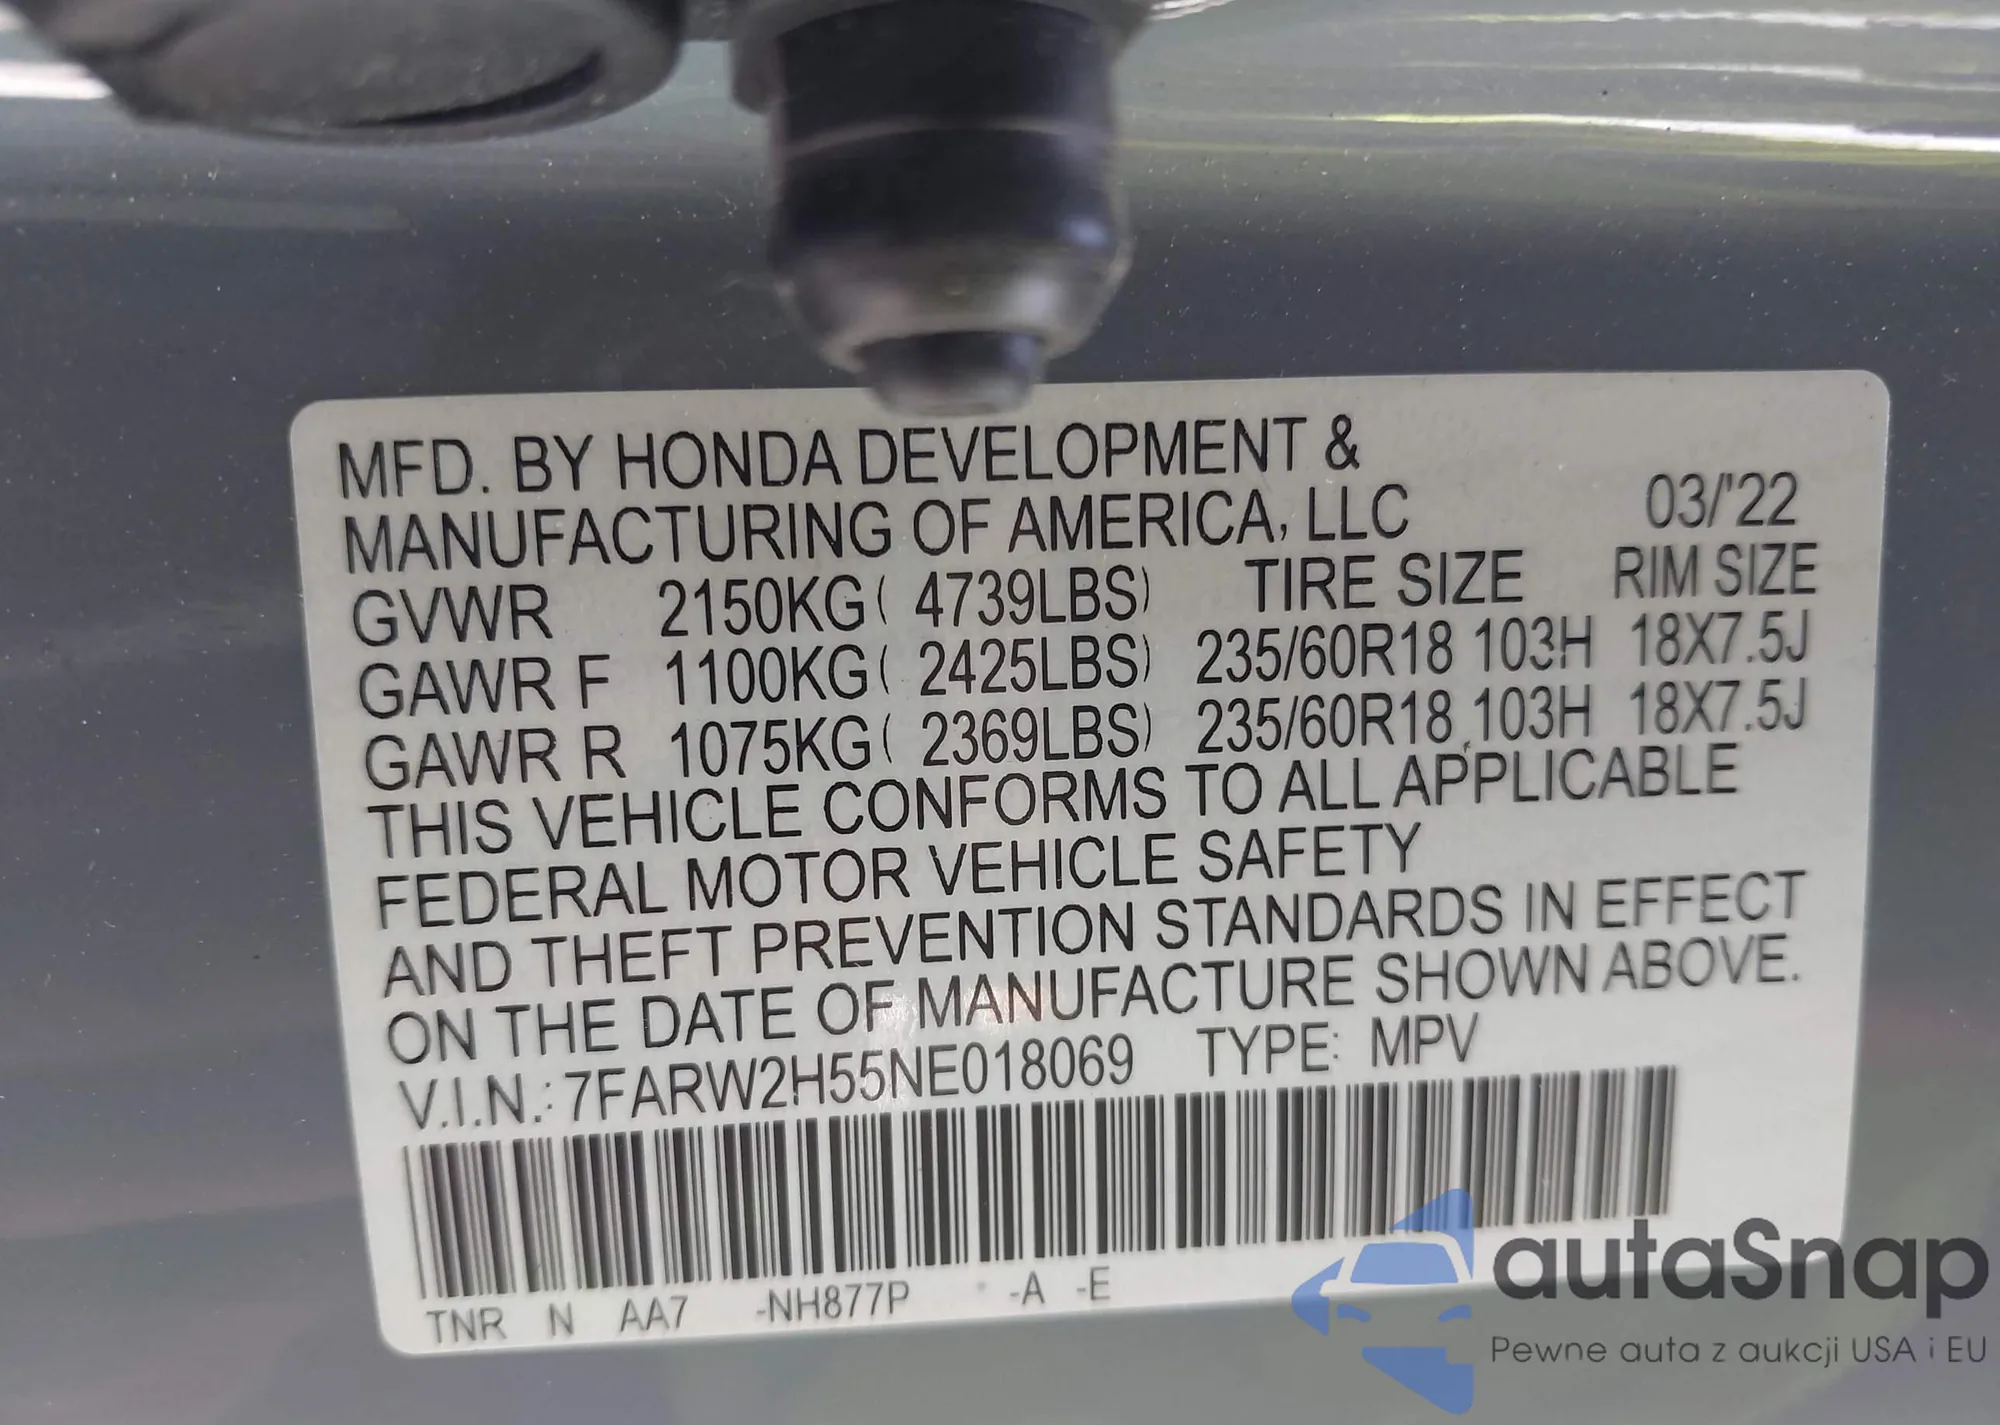 MFD. BY HONDA DEVELOPMENT &
MANUFACTURING OF AMERICA, LLC 03/'22
GVWR 2150KG( 4739LBS) TIRE SIZE RIM SIZE
GAWR F 1100KG( 2425LBS) 235/60R18 103H 18X7.5J
GAWR R 1075KG( 2369LBS) 235/60R18 103H 18X7.5J
THIS VEHICLE CONFORMS TO ALL APPLICABLE
FEDERAL MOTOR VEHICLE SAFETY
AND THEFT PREVENTION STANDARDS IN EFFECT
ON THE DATE OF MANUFACTURE SHOWN ABOVE.
V.I.N.: 7FARW2H55NE018069 TYPE: MPV
TNR N AA7 -NH877P * -A -E
autaSnap
Pewne auta z aukcji USA i EU